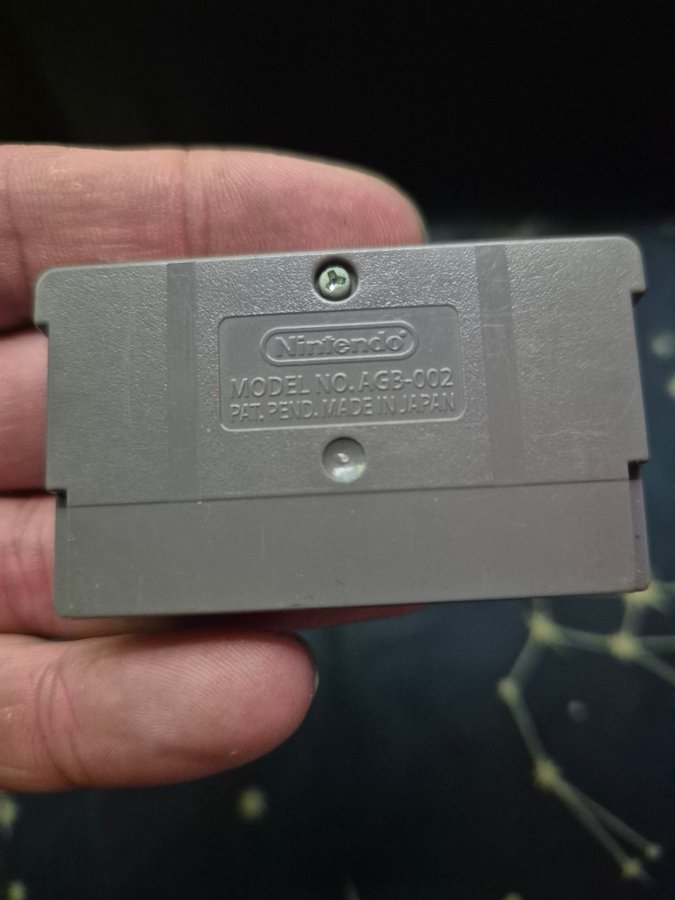 Nintendo®
MODEL NO. AGB-002
PAT. PEND. MADE IN JAPAN